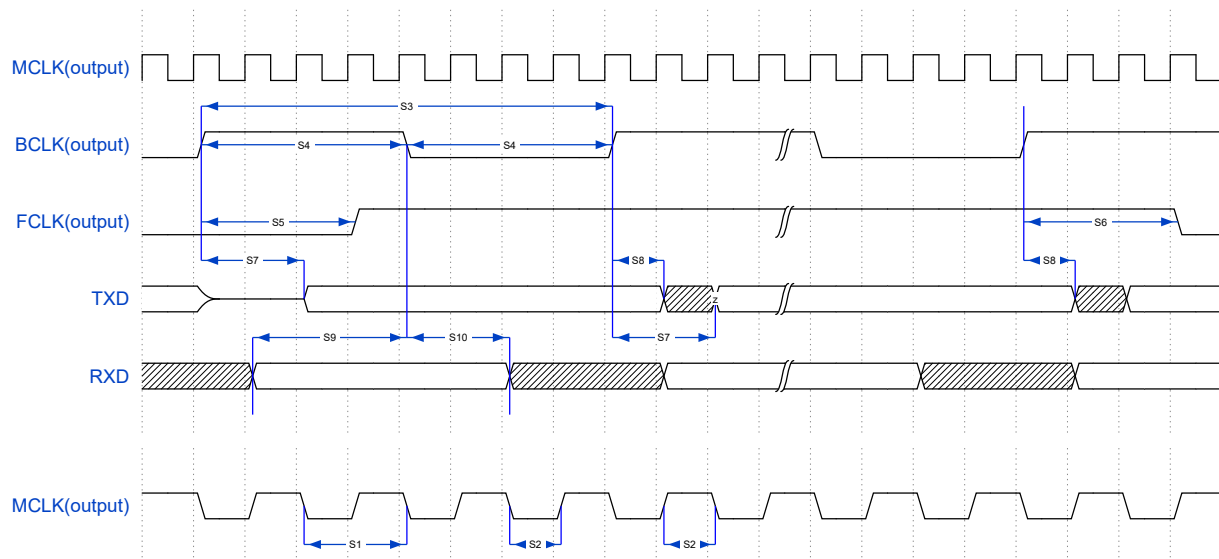 MCLK(output)
S3
BCLK(output)
S4 S4
FCLK(output)
S5 S6
S7 S8 S8
TXD
z
S9 S10 S7
RXD
MCLK(output)
S1 S2 S2